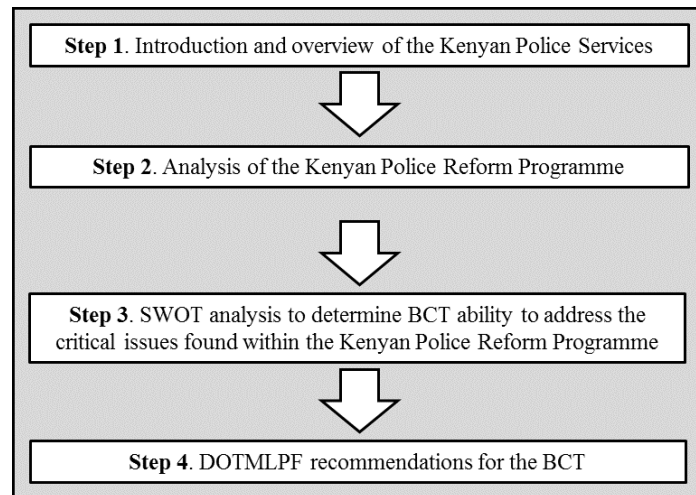 Step 1. Introduction and overview of the Kenyan Police Services
Step 2. Analysis of the Kenyan Police Reform Programme
Step 3. SWOT analysis to determine BCT ability to address the
critical issues found within the Kenyan Police Reform Programme
Step 4. DOTMLPF recommendations for the BCT